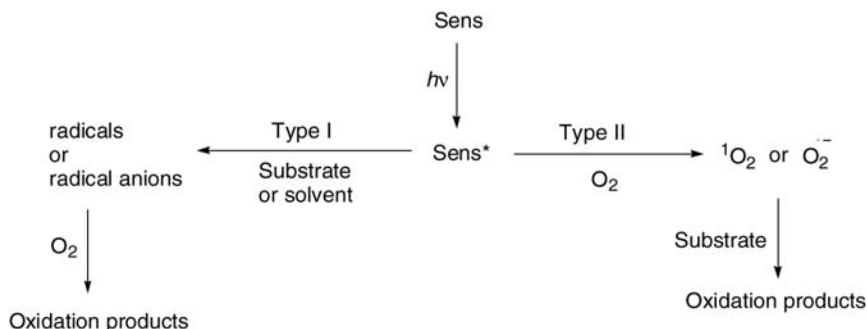 Sens
hν
Type I
Sens*
Type II
Substrate
or solvent
O₂
radicals
or
radical anions
¹O₂ or O₂·⁻
O₂
Substrate
Oxidation products
Oxidation products